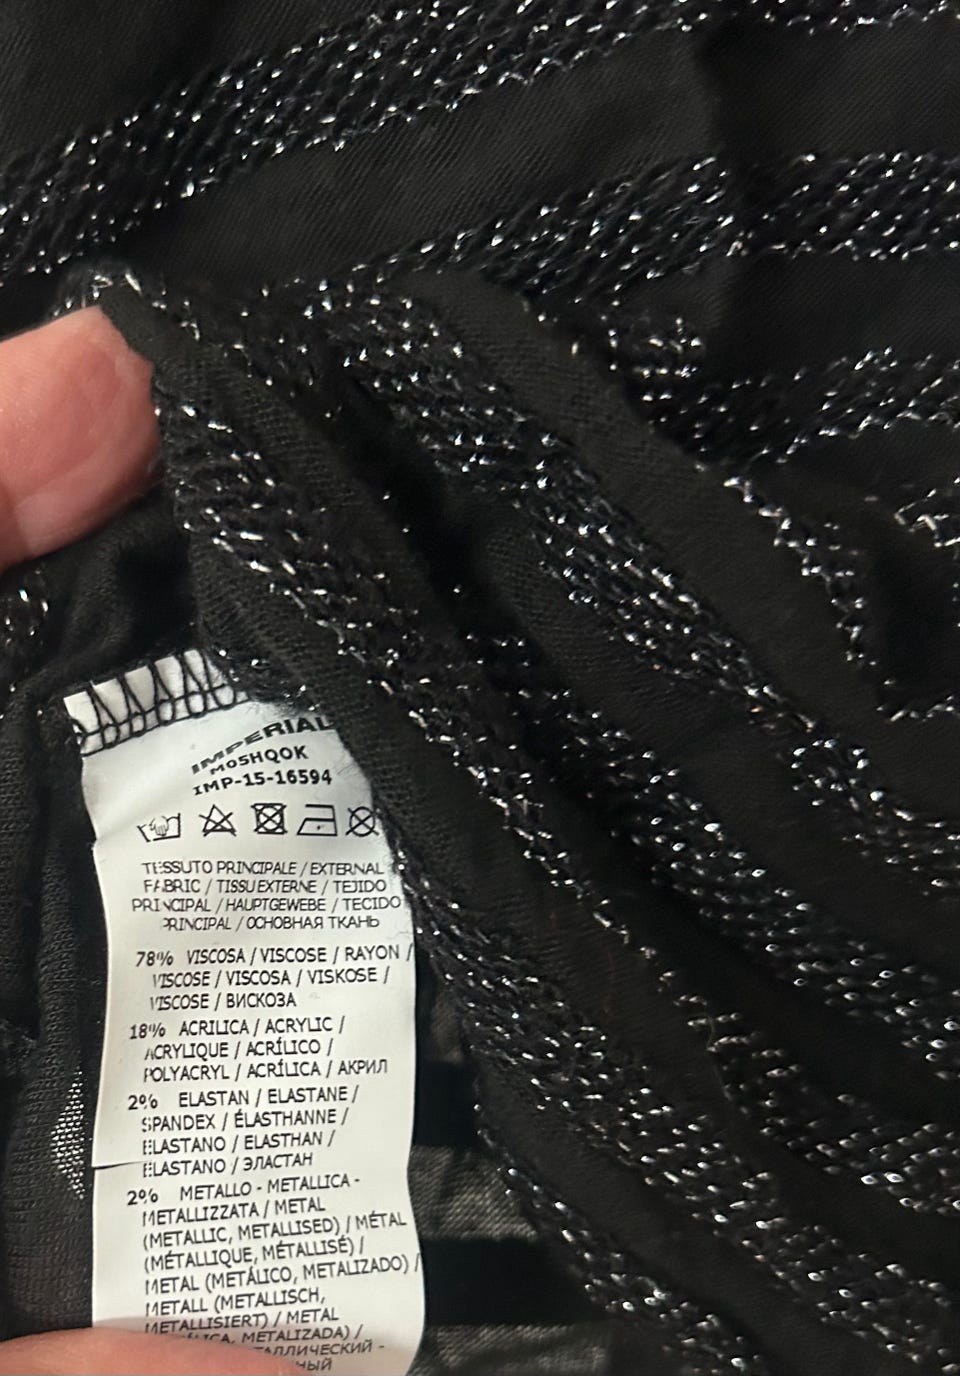 IMPERIAL
M05HQOK
IMP-15-16594
TESSUTO PRINCIPALE / EXTERNAL
FABRIC / TISSU EXTERNE / TEJIDO
PRINCIPAL / HAUPTGEWEBE / TECIDO
PRINCIPAL / ОСНОВНАЯ ТКАНЬ
78% VISCOSA / VISCOSE / RAYON /
VISCOSE / VISCOSA / VISKOSE /
VISCOSE / ВИСКОЗА
18% ACRILICA / ACRYLIC /
ACRYLIQUE / ACRÍLICO /
POLYACRYL / ACRÍLICA / АКРИЛ
2% ELASTAN / ELASTANE /
SPANDEX / ÉLASTHANNE /
ELASTANO / ELASTHAN /
ELASTANO / ЭЛАСТАН
2% METALLO - METALLICA -
METALLIZZATA / METAL
(METALLIC, METALLISED) / MÉTAL
(MÉTALLIQUE, MÉTALLISÉ) /
METAL (METÁLICO, METALIZADO) /
METALL (METALLISCH,
METALLISIERT) / METAL
METALIZADA) /